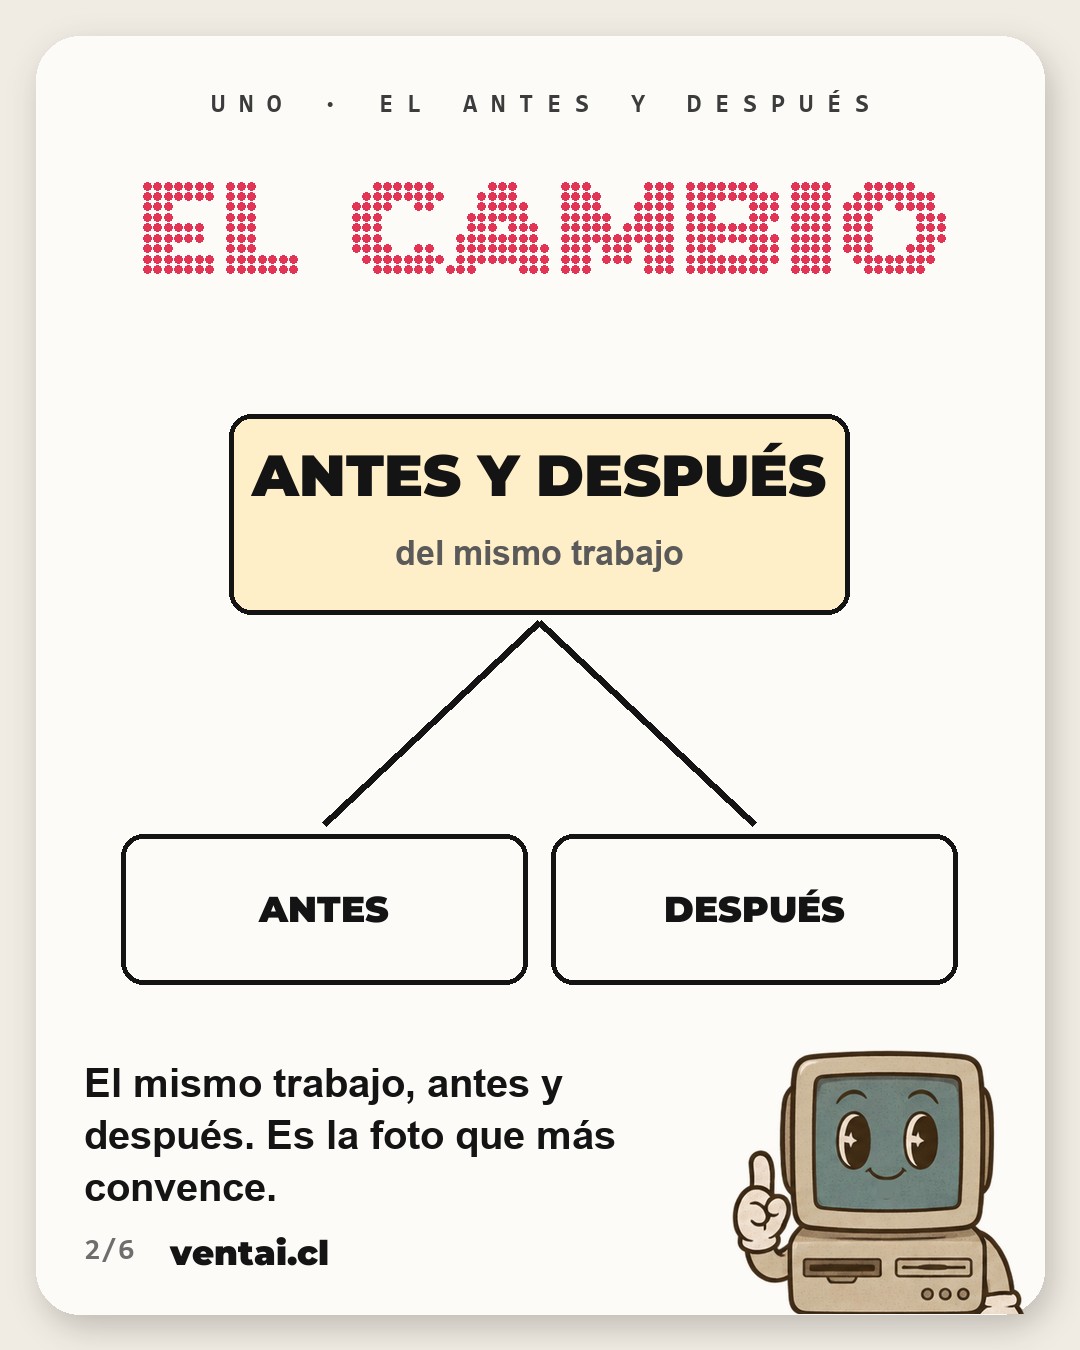 UNO · EL ANTES Y DESPUÉS
EL CAMBIO
ANTES Y DESPUÉS
del mismo trabajo
ANTES
DESPUÉS
El mismo trabajo, antes y
después. Es la foto que más
convence.
2/6 ventai.cl